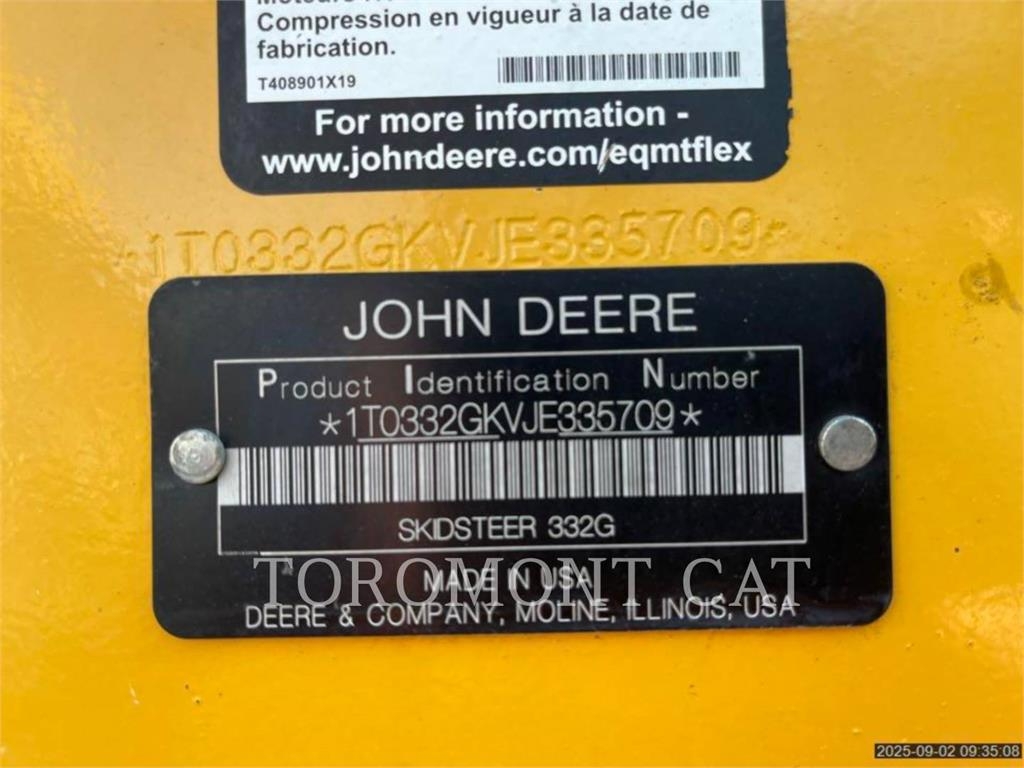 Compression en vigueur à la date de
fabrication.
T408901X19
For more information -
www.johndeere.com/eqmtflex
*1T0332GKVJE335709*
JOHN DEERE
Product Identification Number
*1T0332GKVJE335709*
SKIDSTEER 332G
TOROMONT CAT
MADE IN USA
DEERE & COMPANY, MOLINE, ILLINOIS, USA
2025-09-02 09:35:08